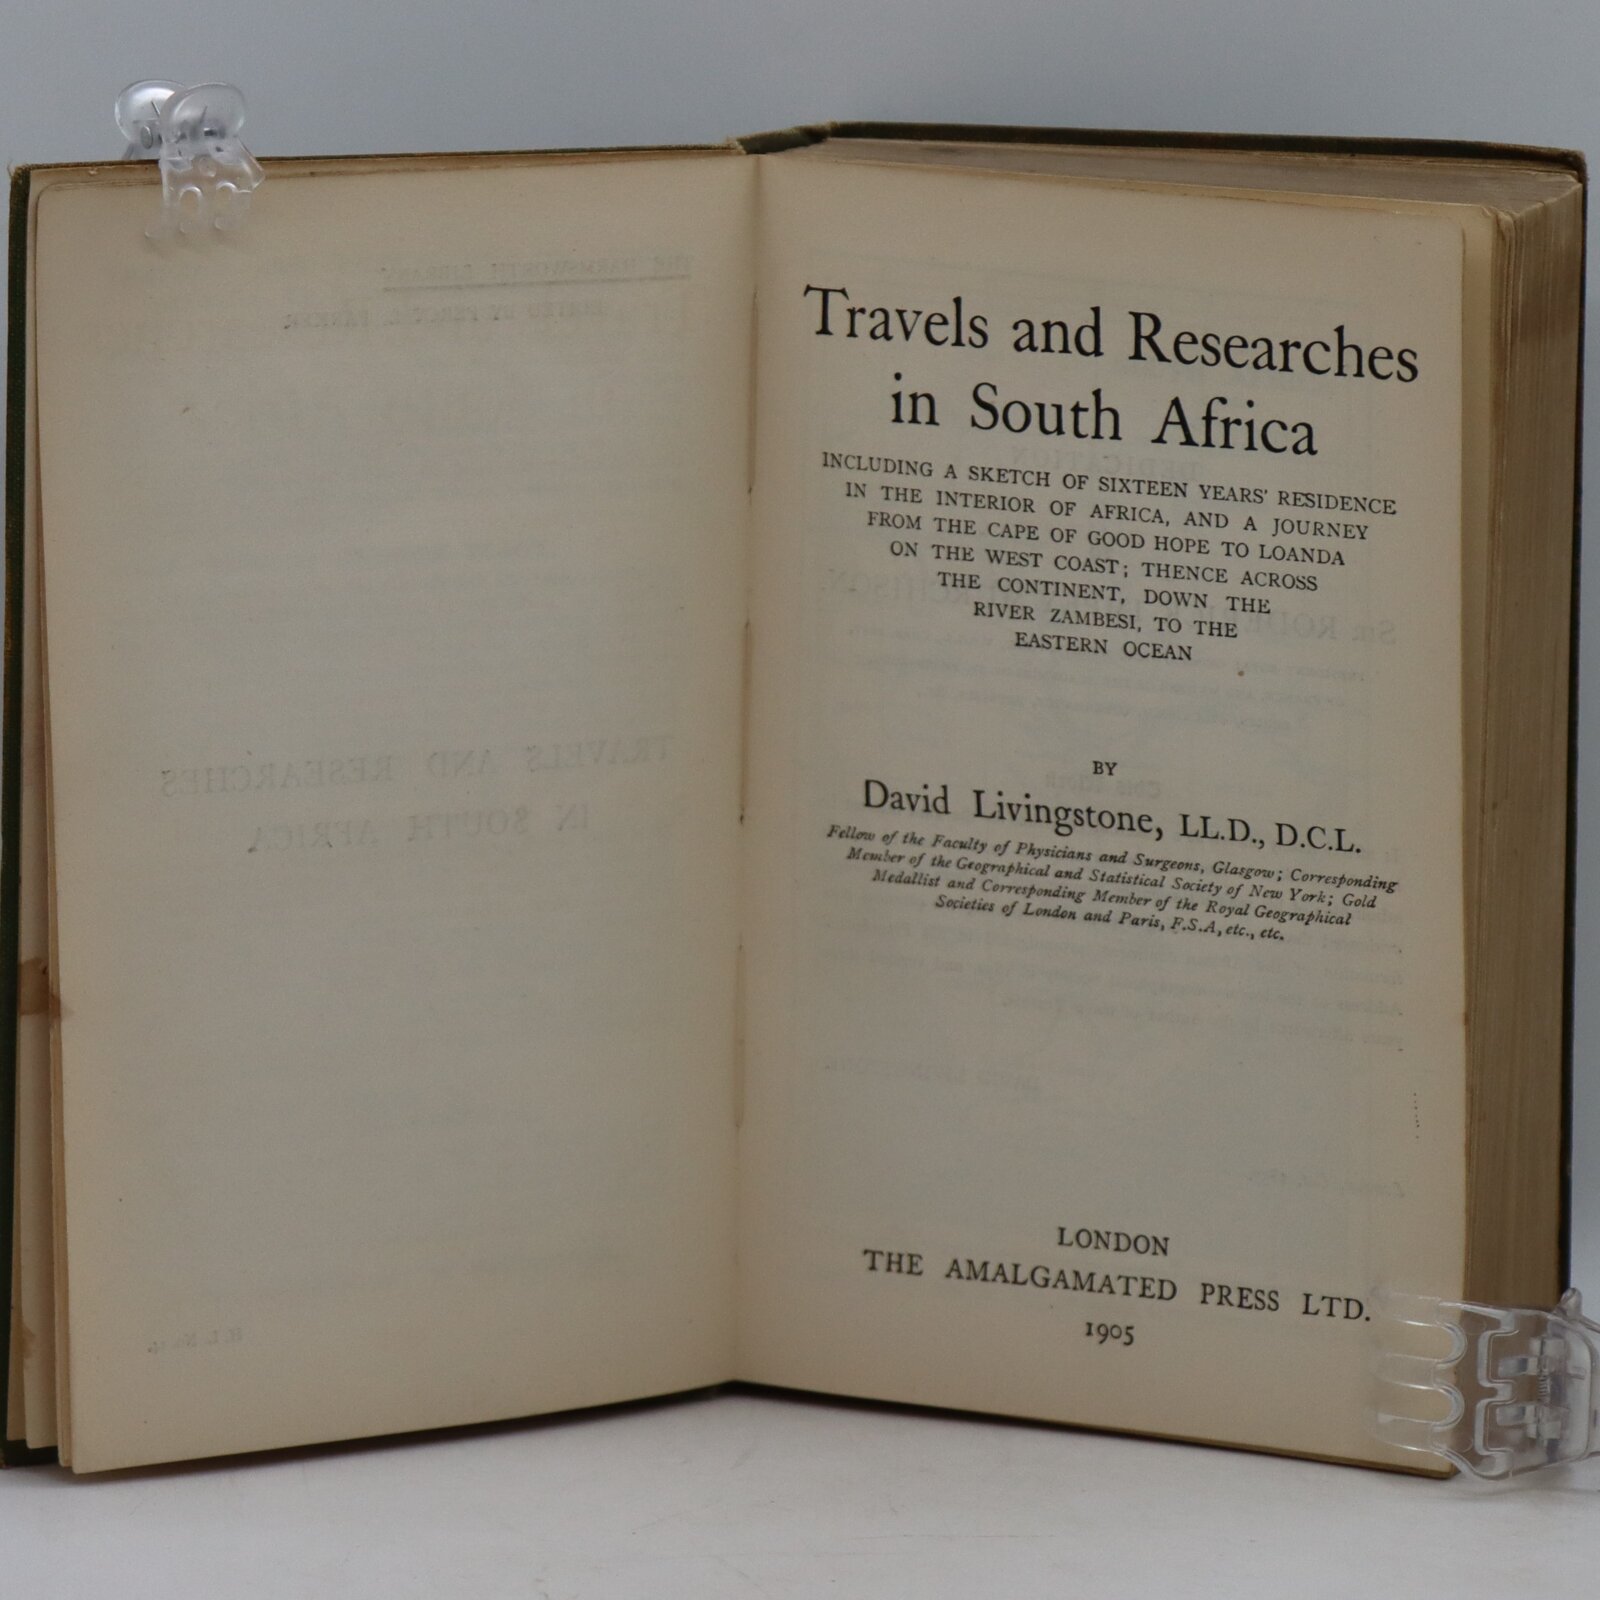 Travels and Researches
in South Africa
INCLUDING A SKETCH OF SIXTEEN YEARS' RESIDENCE
IN THE INTERIOR OF AFRICA, AND A JOURNEY
FROM THE CAPE OF GOOD HOPE TO LOANDA
ON THE WEST COAST; THENCE ACROSS
THE CONTINENT, DOWN THE
RIVER ZAMBESI, TO THE
EASTERN OCEAN
BY
David Livingstone, LL.D., D.C.L.
Fellow of the Faculty of Physicians and Surgeons, Glasgow; Corresponding
Member of the Geographical and Statistical Society of New York; Gold
Medallist and Corresponding Member of the Royal Geographical
Societies of London and Paris, F.S.A, etc., etc.
LONDON
THE AMALGAMATED PRESS LTD.
1905